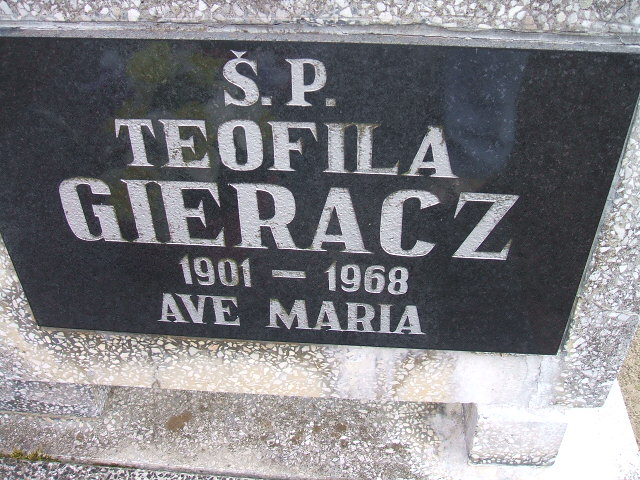 Š.P.
TEOFILA
GIERACZ
1901 – 1968
AVE MARIA